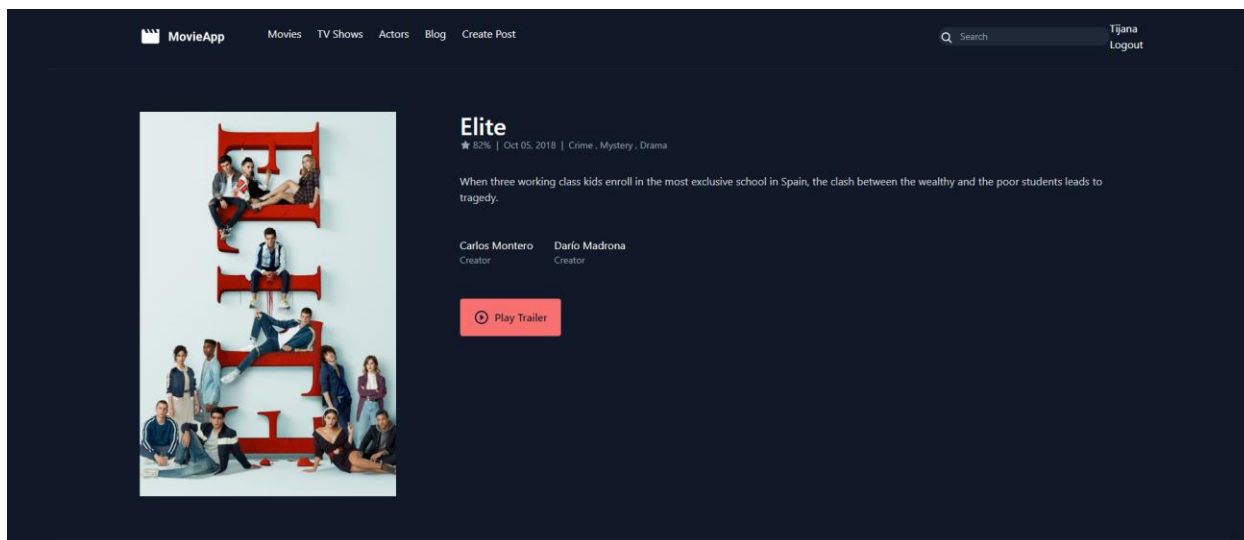 MovieApp Movies TV Shows Actors Blog Create Post Search Tijana
Logout
ELITE
Elite
★ 82% | Oct 05, 2018 | Crime , Mystery , Drama
When three working class kids enroll in the most exclusive school in Spain, the clash between the wealthy and the poor students leads to
tragedy.
Carlos Montero Darío Madrona
Creator Creator
Play Trailer